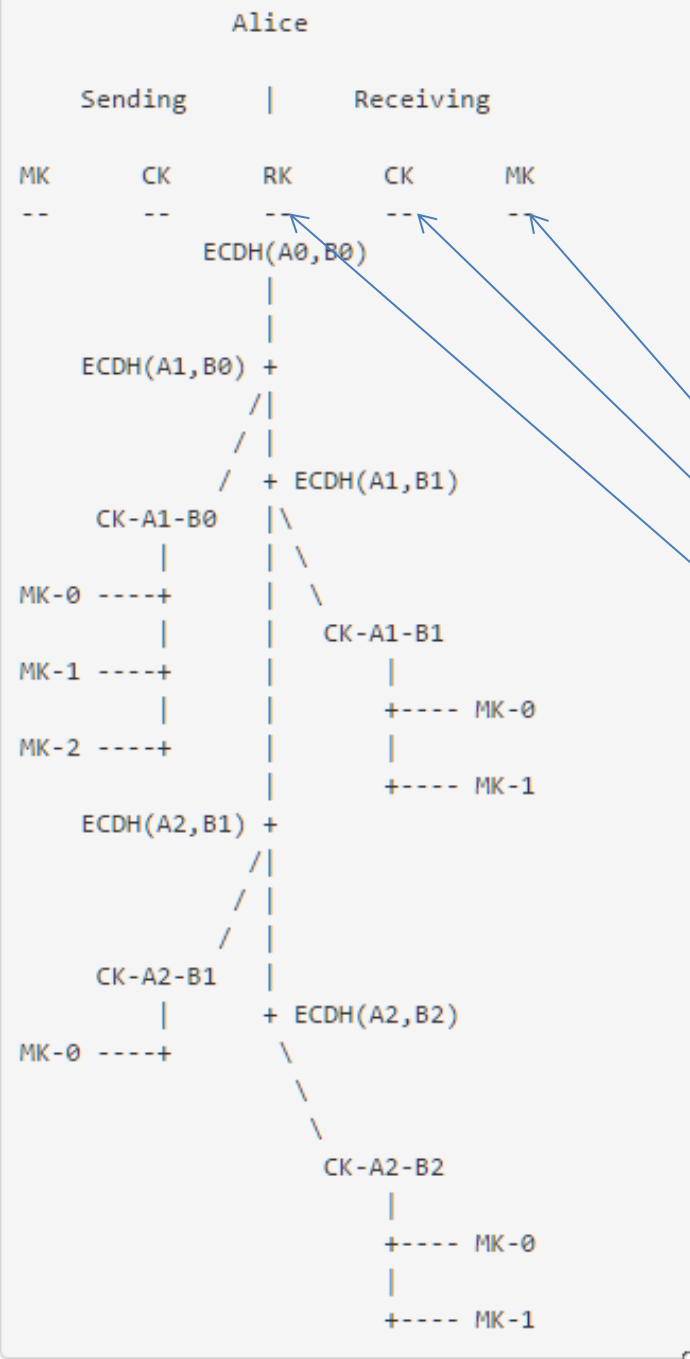 Alice
Sending | Receiving
MK CK RK CK MK
-- -- -- -- --
ECDH(A0,B0)
|
|
ECDH(A1,B0) +
/|
/ |
/ + ECDH(A1,B1)
CK-A1-B0 |\
| | \
MK-0 ----+ | \
| | CK-A1-B1
MK-1 ----+ | |
| | +---- MK-0
MK-2 ----+ | |
| +---- MK-1
ECDH(A2,B1) +
/|
/ |
/ |
CK-A2-B1 |
| + ECDH(A2,B2)
MK-0 ----+ \
\
\
CK-A2-B2
|
+---- MK-0
|
+---- MK-1